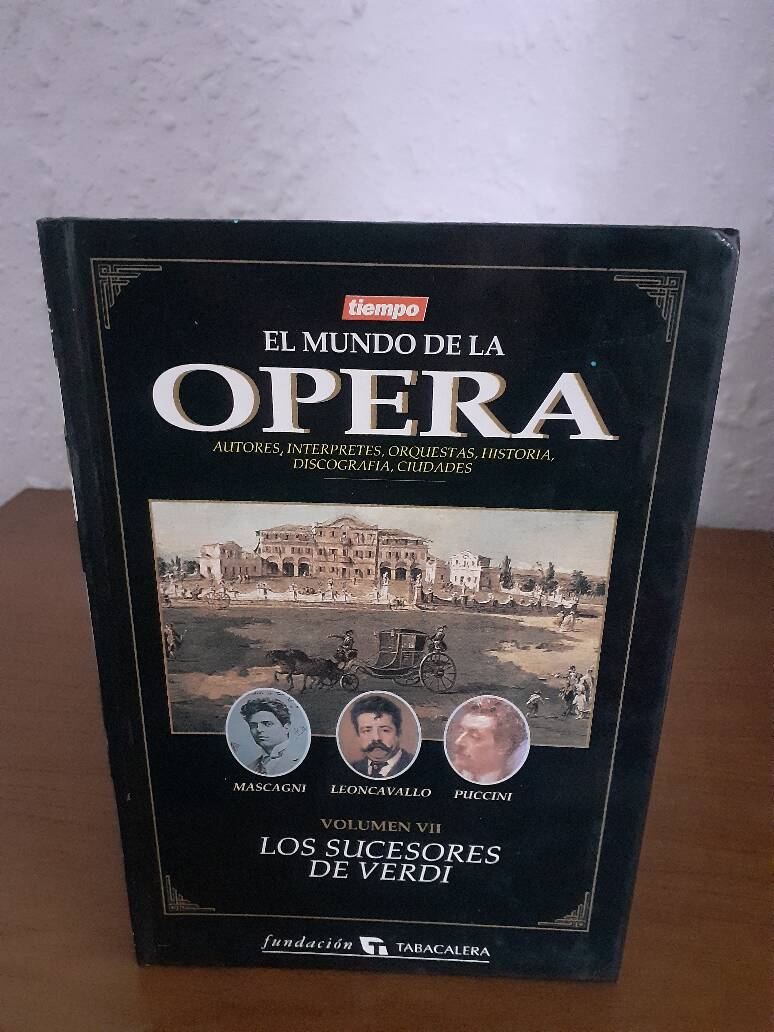 tiempo
EL MUNDO DE LA
OPERA
AUTORES, INTERPRETES, ORQUESTAS, HISTORIA,
DISCOGRAFIA, CIUDADES
MASCAGNI LEONCAVALLO PUCCINI
VOLUMEN VII
LOS SUCESORES
DE VERDI
fundación TABACALERA